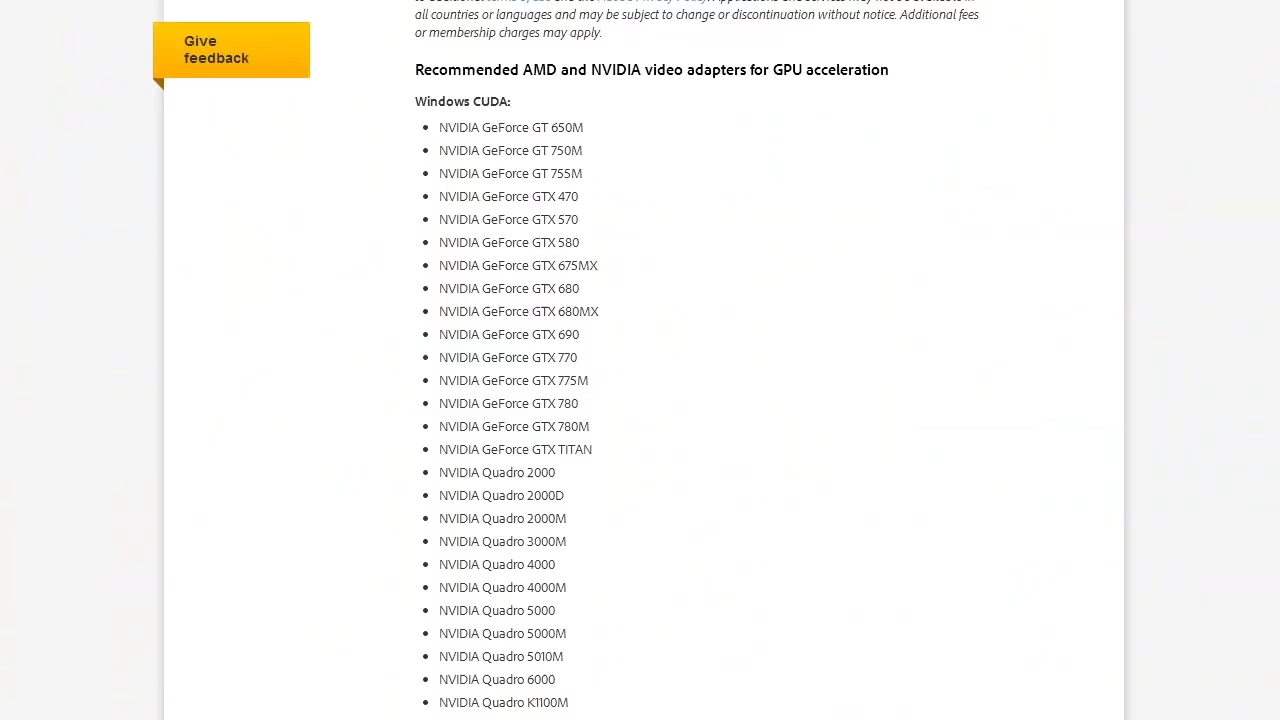 Give
feedback
all countries or languages and may be subject to change or discontinuation without notice. Additional fees
or membership charges may apply.
Recommended AMD and NVIDIA video adapters for GPU acceleration
Windows CUDA:
• NVIDIA GeForce GT 650M
• NVIDIA GeForce GT 750M
• NVIDIA GeForce GT 755M
• NVIDIA GeForce GTX 470
• NVIDIA GeForce GTX 570
• NVIDIA GeForce GTX 580
• NVIDIA GeForce GTX 675MX
• NVIDIA GeForce GTX 680
• NVIDIA GeForce GTX 680MX
• NVIDIA GeForce GTX 690
• NVIDIA GeForce GTX 770
• NVIDIA GeForce GTX 775M
• NVIDIA GeForce GTX 780
• NVIDIA GeForce GTX 780M
• NVIDIA GeForce GTX TITAN
• NVIDIA Quadro 2000
• NVIDIA Quadro 2000D
• NVIDIA Quadro 2000M
• NVIDIA Quadro 3000M
• NVIDIA Quadro 4000
• NVIDIA Quadro 4000M
• NVIDIA Quadro 5000
• NVIDIA Quadro 5000M
• NVIDIA Quadro 5010M
• NVIDIA Quadro 6000
• NVIDIA Quadro K1100M